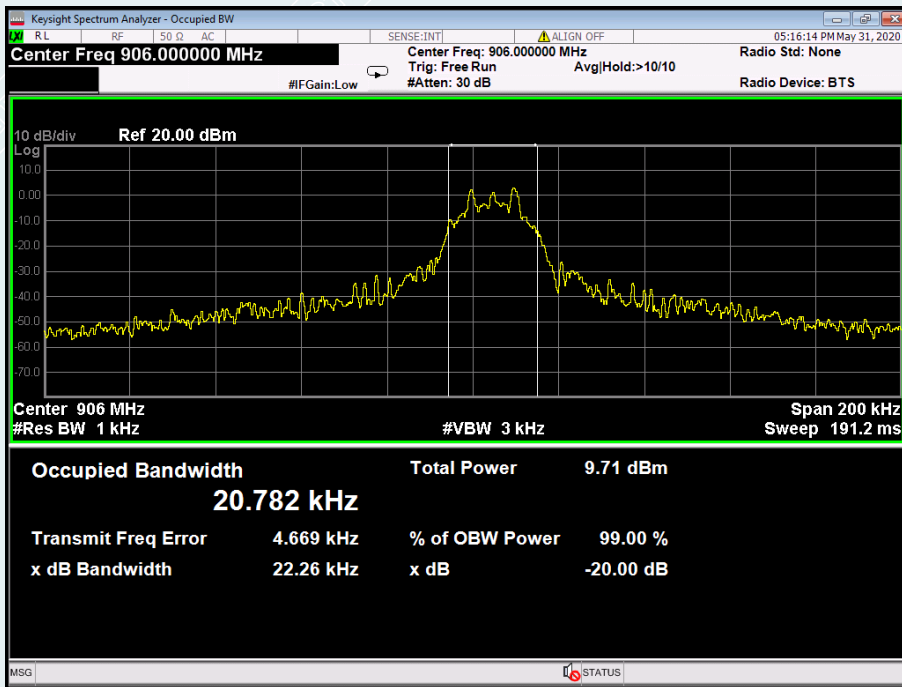 Keysight Spectrum Analyzer - Occupied BW
LXI RL RF 50 Ω AC SENSE:INT ALIGN OFF 05:16:14 PM May 31, 2020
Center Freq 906.000000 MHz
Center Freq: 906.000000 MHz
Radio Std: None
Trig: Free Run Avg|Hold:>10/10
#IFGain:Low #Atten: 30 dB
Radio Device: BTS
10 dB/div Ref 20.00 dBm
Log
10.0
0.00
-10.0
-20.0
-30.0
-40.0
-50.0
-60.0
-70.0
Center 906 MHz Span 200 kHz
#Res BW 1 kHz #VBW 3 kHz Sweep 191.2 ms
Occupied Bandwidth Total Power 9.71 dBm
20.782 kHz
Transmit Freq Error 4.669 kHz % of OBW Power 99.00 %
x dB Bandwidth 22.26 kHz x dB -20.00 dB
MSG STATUS